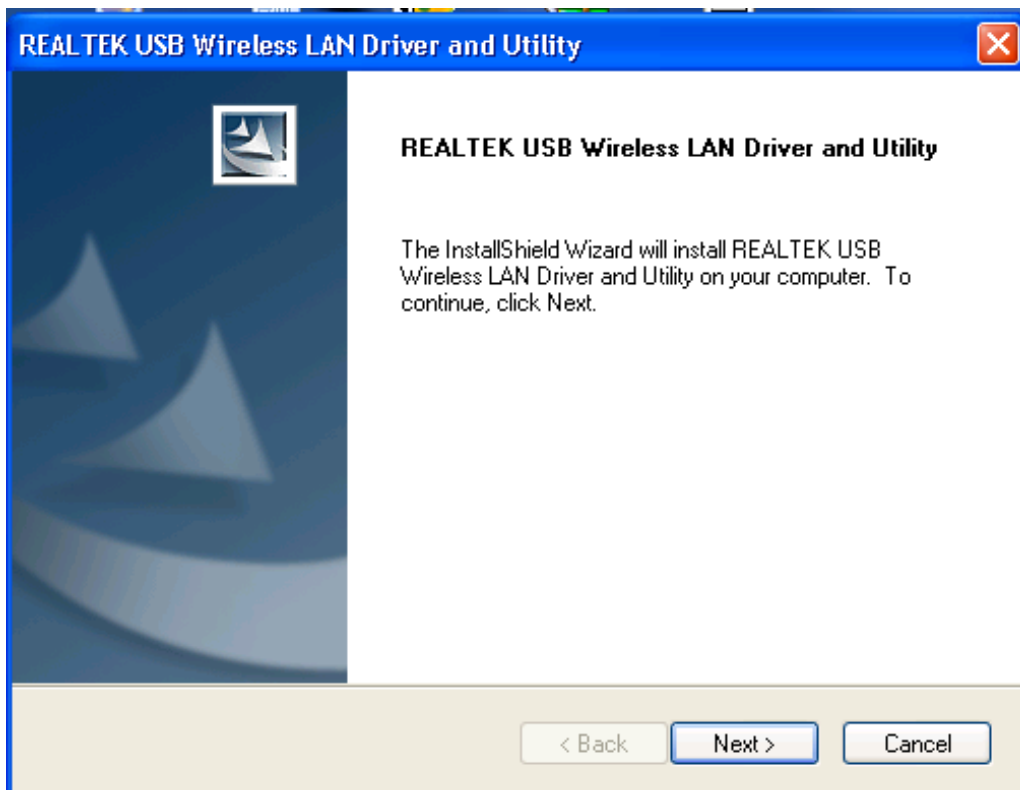 REALTEK USB Wireless LAN Driver and Utility
REALTEK USB Wireless LAN Driver and Utility
The InstallShield Wizard will install REALTEK USB
Wireless LAN Driver and Utility on your computer. To
continue, click Next.
< Back
Next >
Cancel